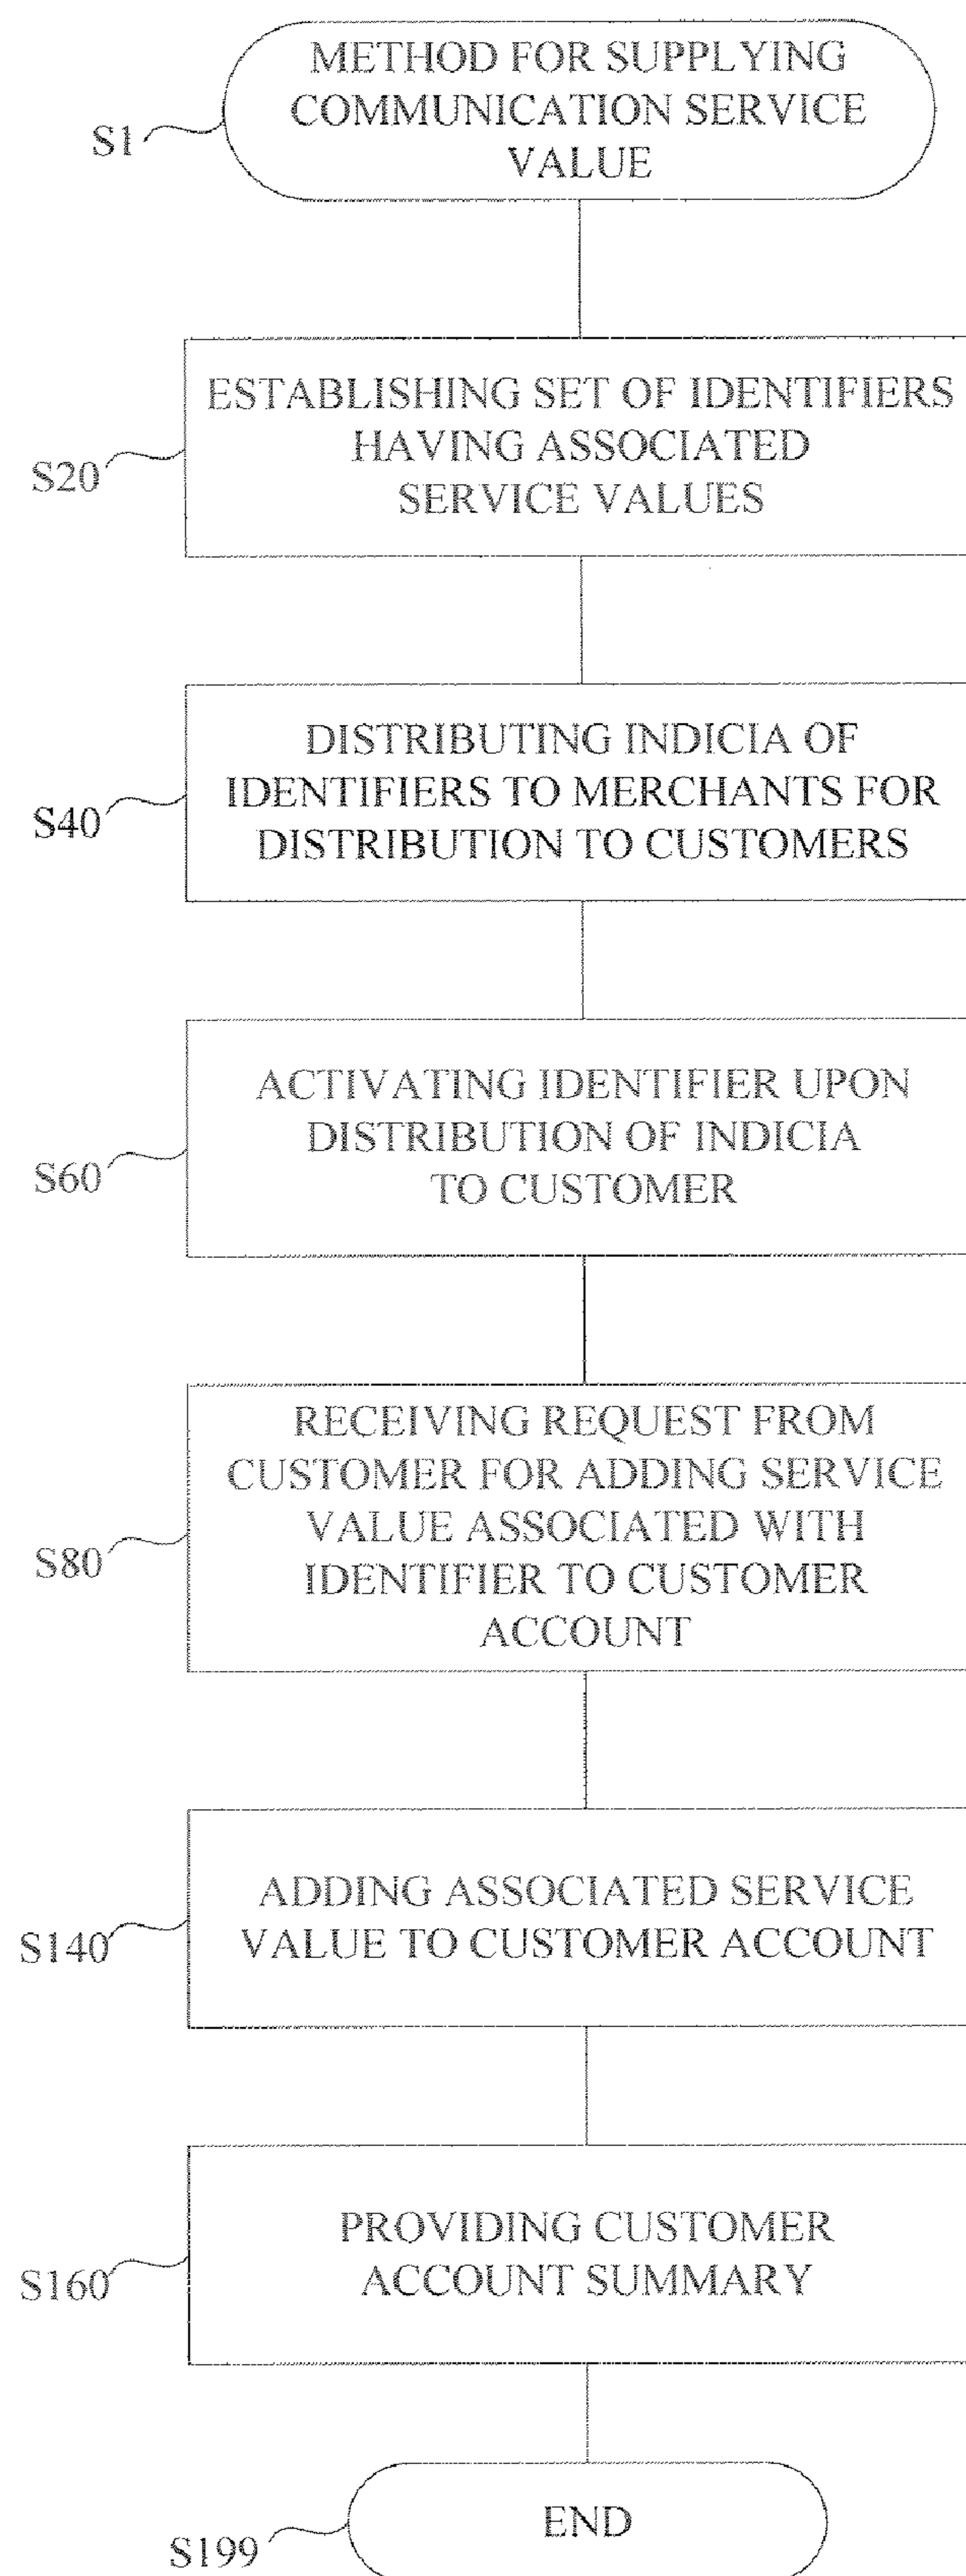 METHOD FOR SUPPLYING
COMMUNICATION SERVICE
VALUE
S1
ESTABLISHING SET OF IDENTIFIERS
HAVING ASSOCIATED
SERVICE VALUES
S20
DISTRIBUTING INDICIA OF
IDENTIFIERS TO MERCHANTS FOR
DISTRIBUTION TO CUSTOMERS
S40
ACTIVATING IDENTIFIER UPON
DISTRIBUTION OF INDICIA
TO CUSTOMER
S60
RECEIVING REQUEST FROM
CUSTOMER FOR ADDING SERVICE
VALUE ASSOCIATED WITH
IDENTIFIER TO CUSTOMER
ACCOUNT
S80
ADDING ASSOCIATED SERVICE
VALUE TO CUSTOMER ACCOUNT
S140
PROVIDING CUSTOMER
ACCOUNT SUMMARY
S160
END
S199